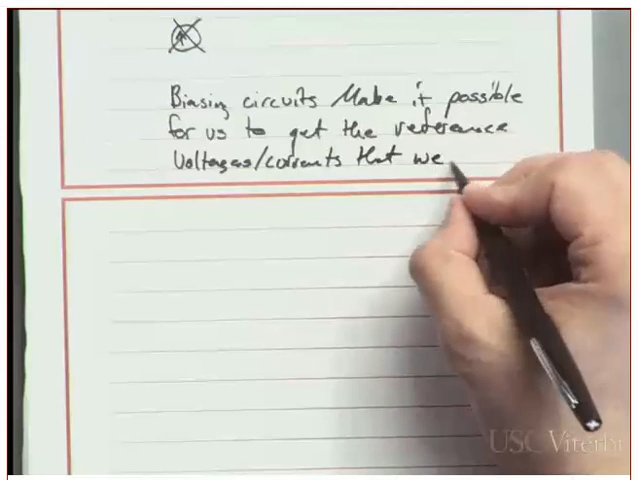 Biasing circuits Make it possible
for us to get the reference
Voltages/currents that we
USC Viterbi